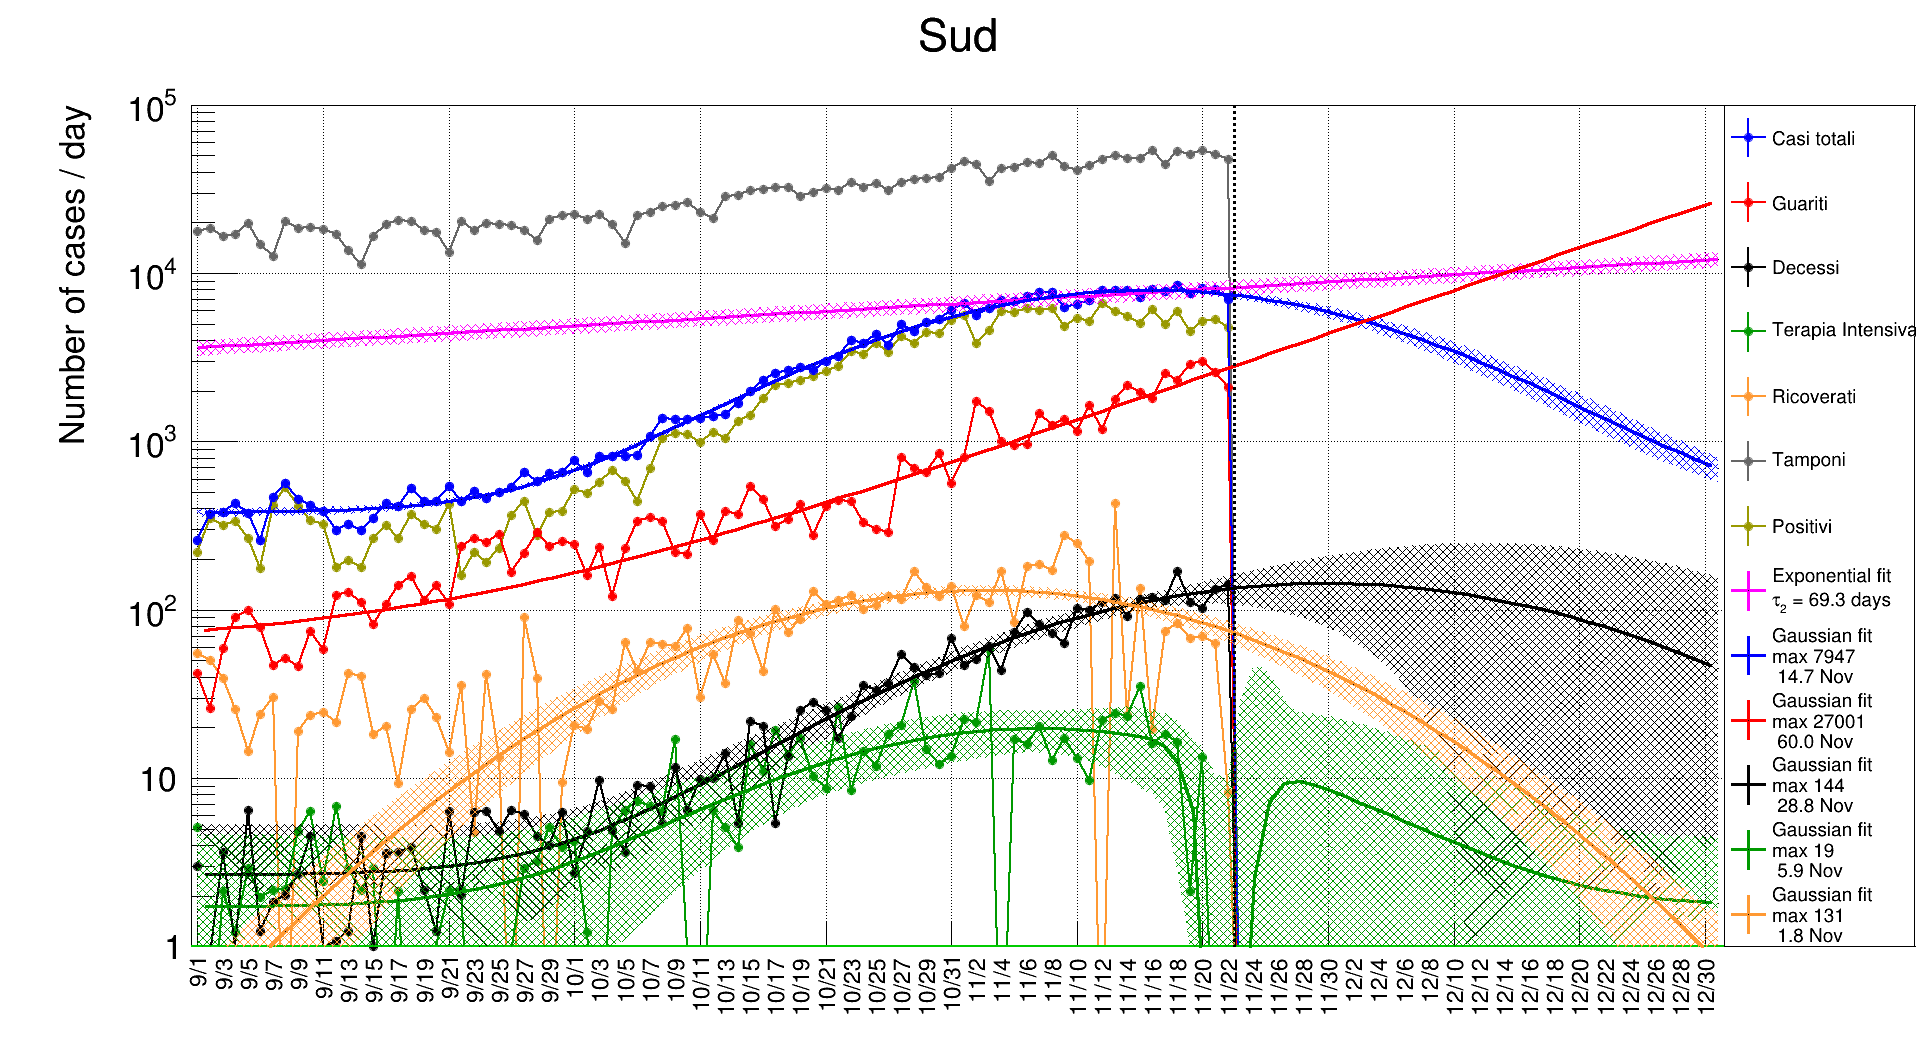 Sud
Number of cases / day
10^5
10^4
10^3
10^2
10
1
9/1 9/3 9/5 9/7 9/9 9/11 9/13 9/15 9/17 9/19 9/21 9/23 9/25 9/27 9/29 10/1 10/3 10/5 10/7 10/9 10/11 10/13 10/15 10/17 10/19 10/21 10/23 10/25 10/27 10/29 10/31 11/2 11/4 11/6 11/8 11/10 11/12 11/14 11/16 11/18 11/20 11/22 11/24 11/26 11/28 11/30 12/2 12/4 12/6 12/8 12/10 12/12 12/14 12/16 12/18 12/20 12/22 12/24 12/26 12/28 12/30
Casi totali
Guariti
Decessi
Terapia Intensiva
Ricoverati
Tamponi
Positivi
Exponential fit
τ2 = 69.3 days
Gaussian fit
max 7947
14.7 Nov
Gaussian fit
max 27001
60.0 Nov
Gaussian fit
max 144
28.8 Nov
Gaussian fit
max 19
5.9 Nov
Gaussian fit
max 131
1.8 Nov